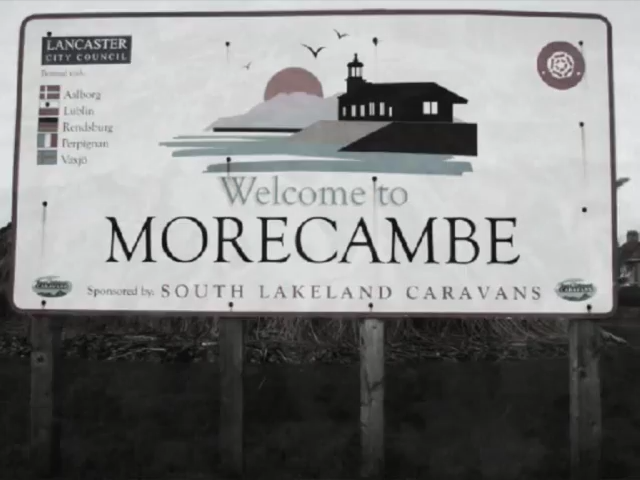 LANCASTER
CITY COUNCIL
Aalborg
Lublin
Rendsburg
Perpignan
Växjö
Welcome to
MORECAMBE
Sponsored by: SOUTH LAKELAND CARAVANS